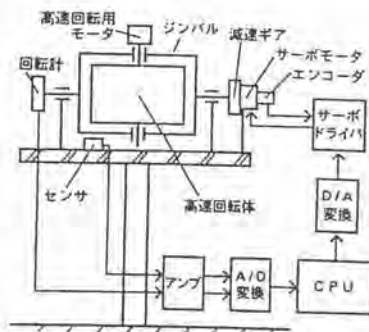 高速回転用
モータ
ジンバル
減速ギア
サーボモータ
エンコーダ
回転計
サーボ
ドライバ
センサ
高速回転体
D/A
変換
アンプ
A/D
変換
CPU